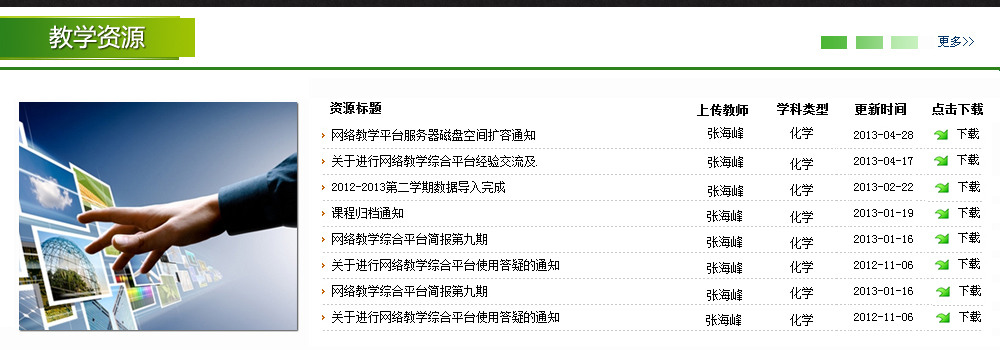 教学资源
更多>>
资源标题 上传教师 学科类型 更新时间 点击下载
网络教学平台服务器磁盘空间扩容通知 张海峰 化学 2013-04-28 下载
关于进行网络教学综合平台经验交流及. 张海峰 化学 2013-04-17 下载
2012-2013第二学期数据导入完成 张海峰 化学 2013-02-22 下载
课程归档通知 张海峰 化学 2013-01-19 下载
网络教学综合平台简报第九期 张海峰 化学 2013-01-16 下载
关于进行网络教学综合平台使用答疑的通知 张海峰 化学 2012-11-06 下载
网络教学综合平台简报第九期 张海峰 化学 2013-01-16 下载
关于进行网络教学综合平台使用答疑的通知 张海峰 化学 2012-11-06 下载